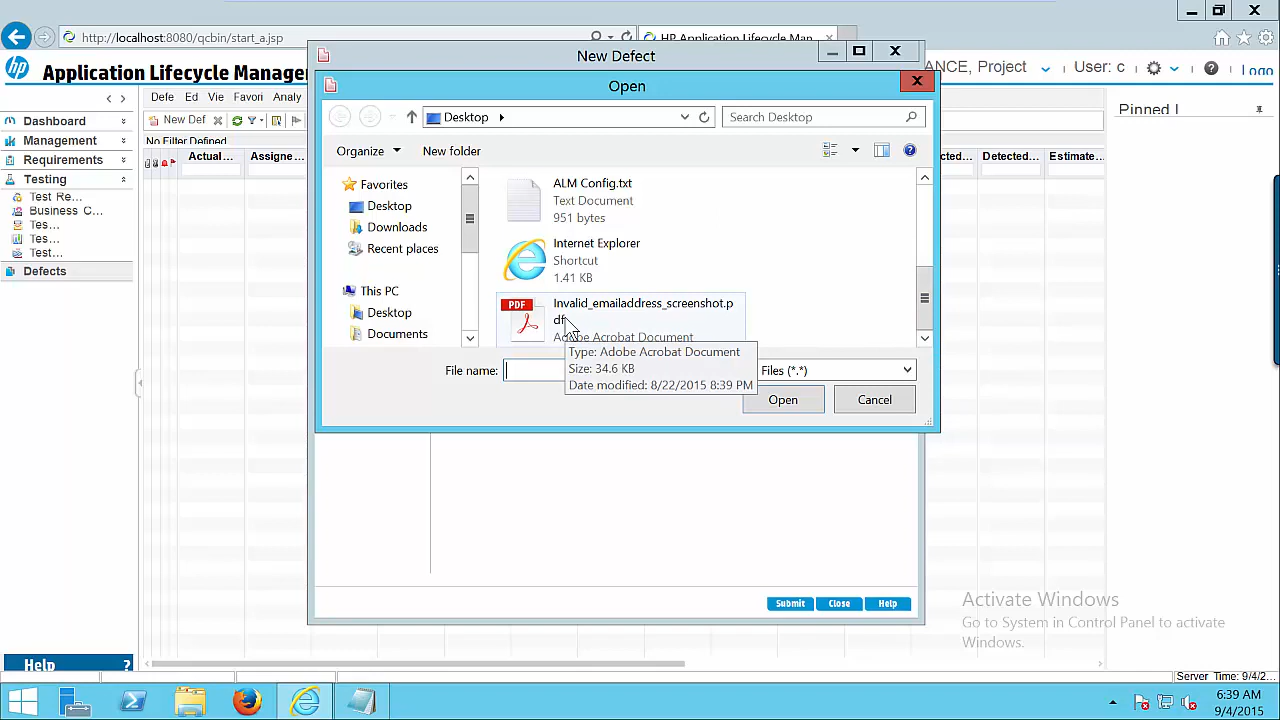 http://localhost:8080/qcbin/start_a.jsp
HP Application Lifecycle Man...
hp
Application Lifecycle Manager
ANCE, Project
User: c
Logo
New Defect
Open
Desktop
Search Desktop
Organize
New folder
Favorites
Desktop
Downloads
Recent places
This PC
Desktop
Documents
ALM Config.txt
Text Document
951 bytes
Internet Explorer
Shortcut
1.41 KB
PDF
Invalid_emailaddress_screenshot.p
df
Adobe Acrobat Document
Type: Adobe Acrobat Document
Size: 34.6 KB
Date modified: 8/22/2015 8:39 PM
File name:
Files (*.*)
Open
Cancel
Submit
Close
Help
Dashboard
Management
Requirements
Testing
Test Re...
Business C...
Tes...
Tes...
Test...
Defects
Help
?
Defe
Ed
Vie
Favori
Analy
New Def
No Filter Defined
Actual...
Assigne...
cted...
Detected...
Estimate
Pinned I
Activate Windows
Go to System in Control Panel to activate
Windows.
Server Time: 9/4/2...
6:39 AM
9/4/2015